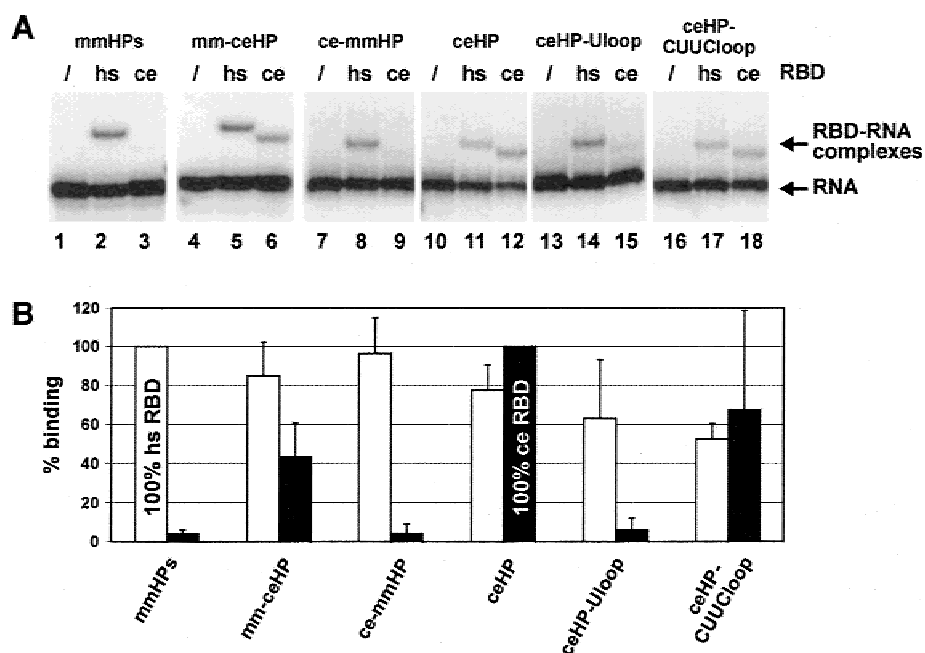 A
mmHPs mm-ceHP ce-mmHP ceHP ceHP-Uloop ceHP-
CUUCloop
/ hs ce / hs ce / hs ce / hs ce / hs ce / hs ce RBD
RBD-RNA
complexes
RNA
1 2 3 4 5 6 7 8 9 10 11 12 13 14 15 16 17 18
B
120
100
80
60
40
20
0
% binding
100% hs RBD
100% ce RBD
mmHPs
mm-ceHP
ce-mmHP
ceHP
ceHP-Uloop
ceHP-
CUUCloop